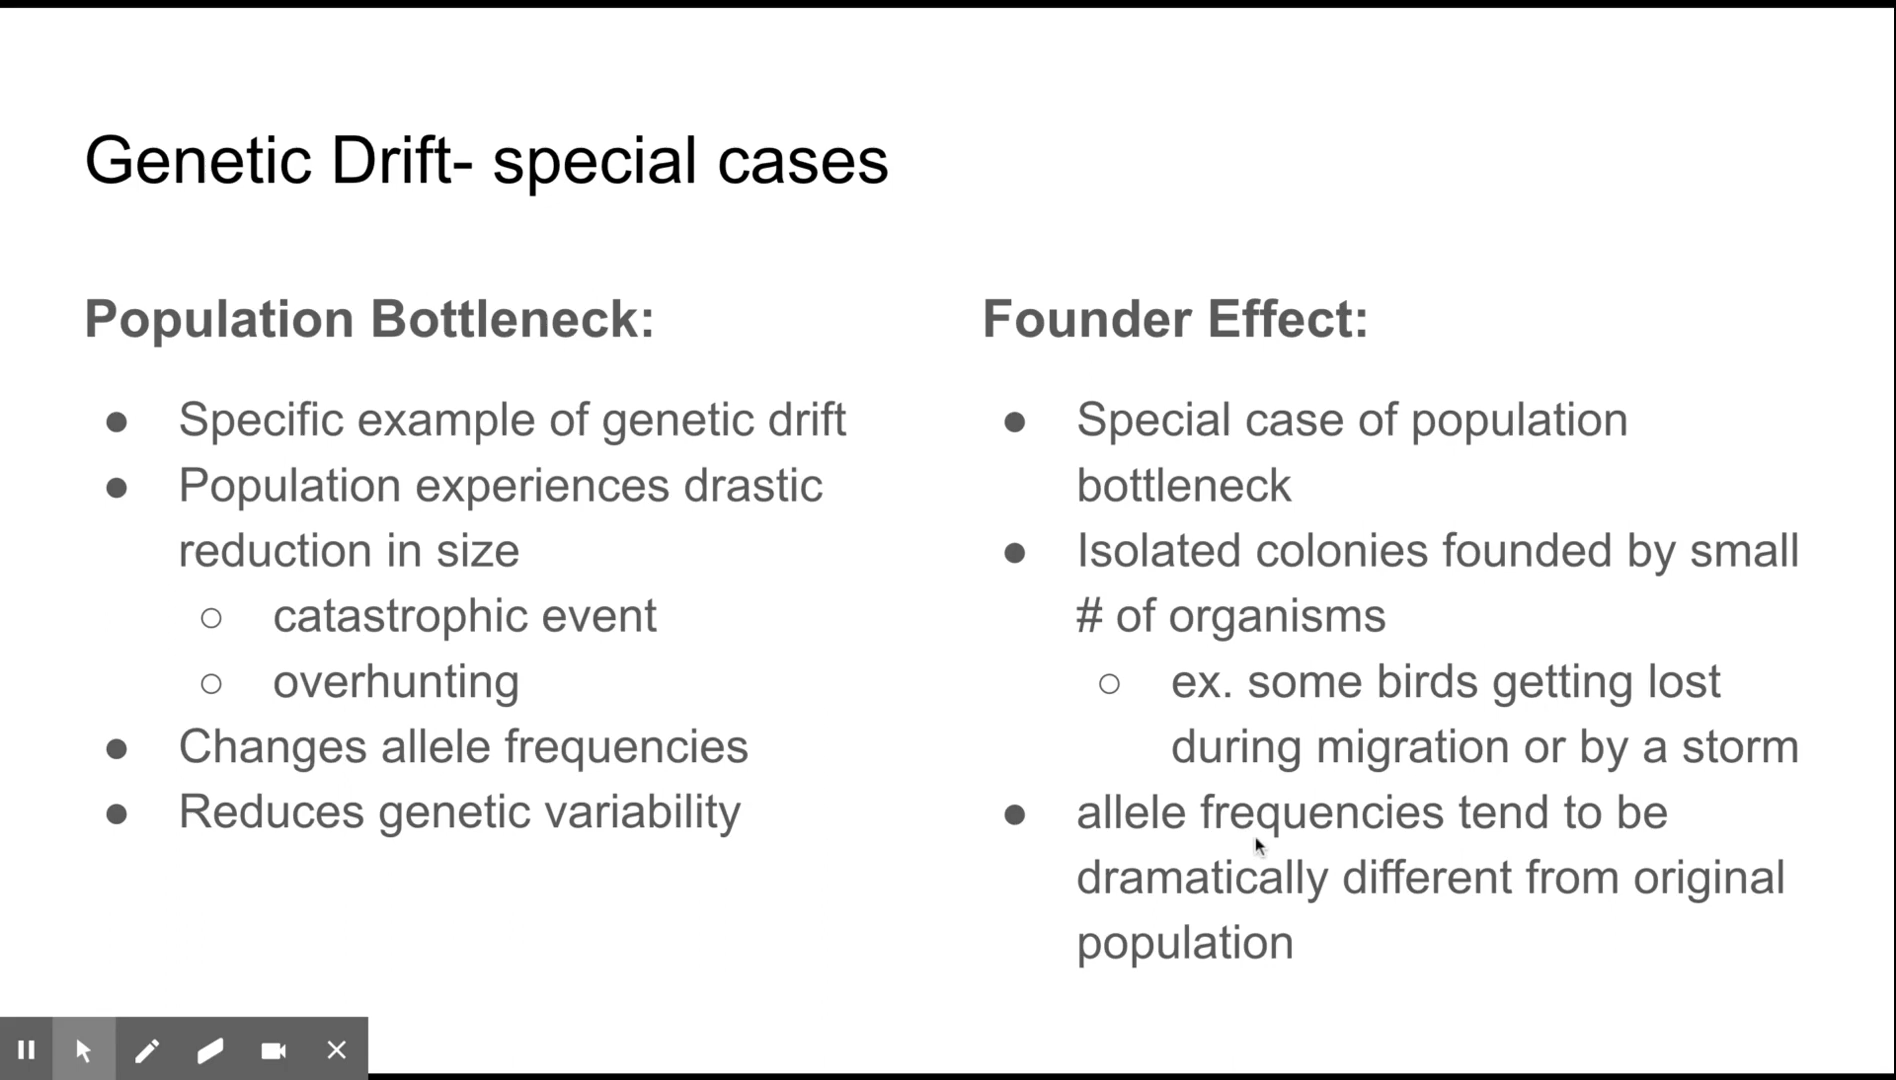 Genetic Drift- special cases
Population Bottleneck:
● Specific example of genetic drift
● Population experiences drastic
reduction in size
○ catastrophic event
○ overhunting
● Changes allele frequencies
● Reduces genetic variability
Founder Effect:
● Special case of population
bottleneck
● Isolated colonies founded by small
# of organisms
○ ex. some birds getting lost
during migration or by a storm
● allele frequencies tend to be
dramatically different from original
population